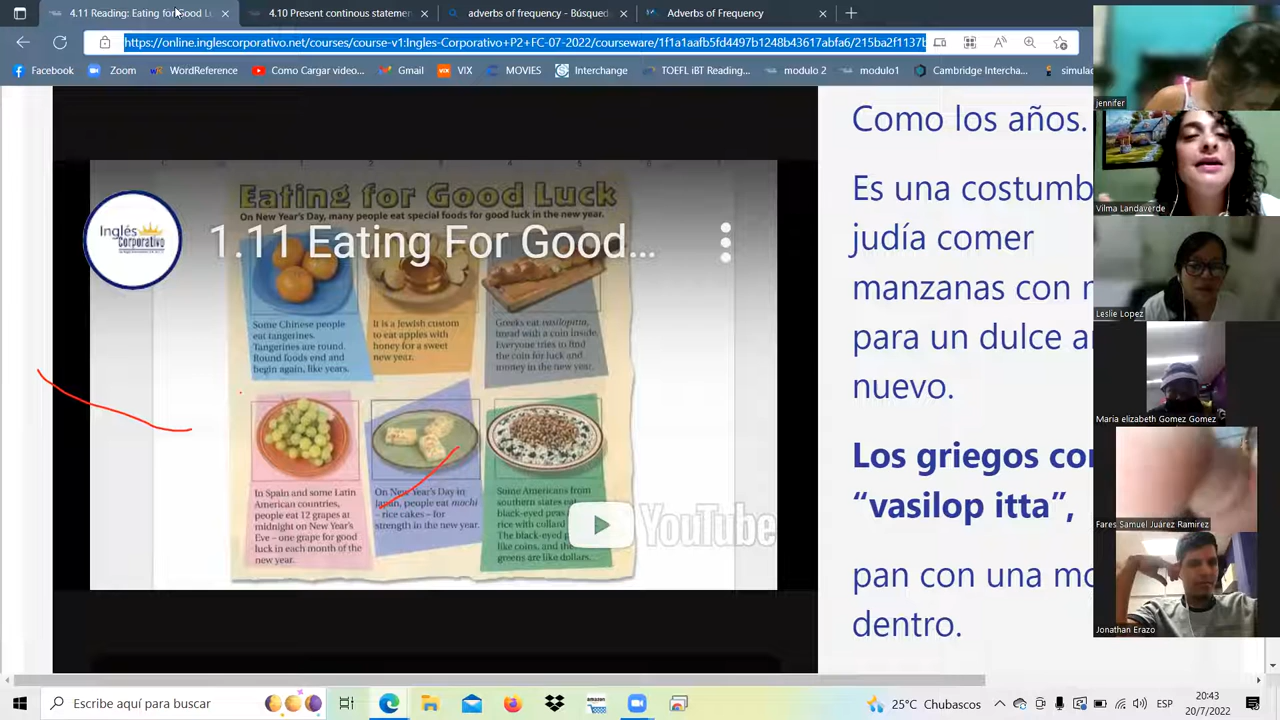 4.11 Reading: Eating for Good L
4.10 Present continous statemen
adverbs of frequency - Búsqued
Adverbs of Frequency
https://online.inglescorporativo.net/courses/course-v1:Ingles-Corporativo+P2+FC-07-2022/courseware/1f1a1aafb5fd4497b1248b43617abfa6/215ba2f1137b
Facebook
Zoom
WordReference
Como Cargar video...
Gmail
VIX
MOVIES
Interchange
TOEFL iBT Reading...
modulo 2
modulo1
Cambridge Intercha...
simulac
Eating for Good Luck
On New Year's Day, many people eat special foods for good luck in the new year.
Inglés
Corporativo
1.11 Eating For Good...
Some Chinese people
eat tangerines.
Tangerines are round.
Round foods end and
begin again, like years.
It is a Jewish custom
to eat apples with
honey for a sweet
new year.
Greeks eat vasilopitta,
bread with a coin inside.
Everyone tries to find
the coin for luck and
money in the new year.
In Spain and some Latin
American countries,
people eat 12 grapes at
midnight on New Year's
Eve – one grape for good
luck in each month of the
new year.
On New Year's Day in
Japan, people eat mochi
– rice cakes – for
strength in the new year.
Some Americans from
southern states eat
black-eyed peas
rice with collard
The black-eyed p
like coins, and the
greens are like dollars.
YouTube
Como los años.
Es una costumb
judía comer
manzanas con m
para un dulce a
nuevo.
Los griegos co
“vasilop itta”,
pan con una mo
dentro.
jennifer
Vilma Landaverde
Leslie Lopez
Maria elizabeth Gomez Gomez
Fares Samuel Juárez Ramirez
Jonathan Erazo
Escribe aquí para buscar
25°C Chubascos
ESP
20:43
20/7/2022